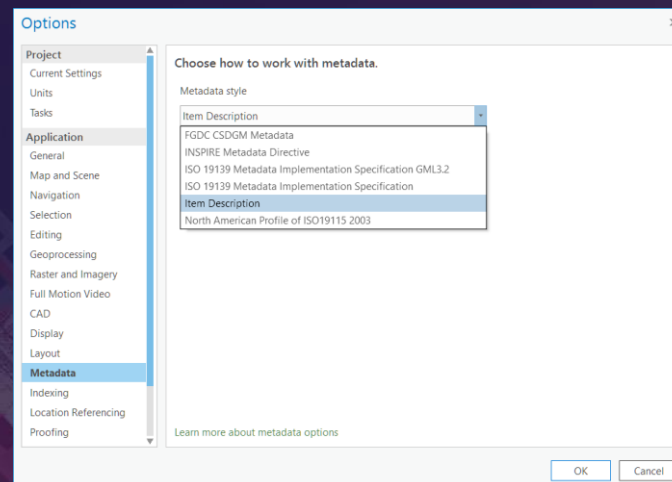 Options
Project
Current Settings
Units
Tasks
Application
General
Map and Scene
Navigation
Selection
Editing
Geoprocessing
Raster and Imagery
Full Motion Video
CAD
Display
Layout
Metadata
Indexing
Location Referencing
Proofing
Choose how to work with metadata.
Metadata style
Item Description
FGDC CSDGM Metadata
INSPIRE Metadata Directive
ISO 19139 Metadata Implementation Specification GML3.2
ISO 19139 Metadata Implementation Specification
Item Description
North American Profile of ISO19115 2003
Learn more about metadata options
OK
Cancel